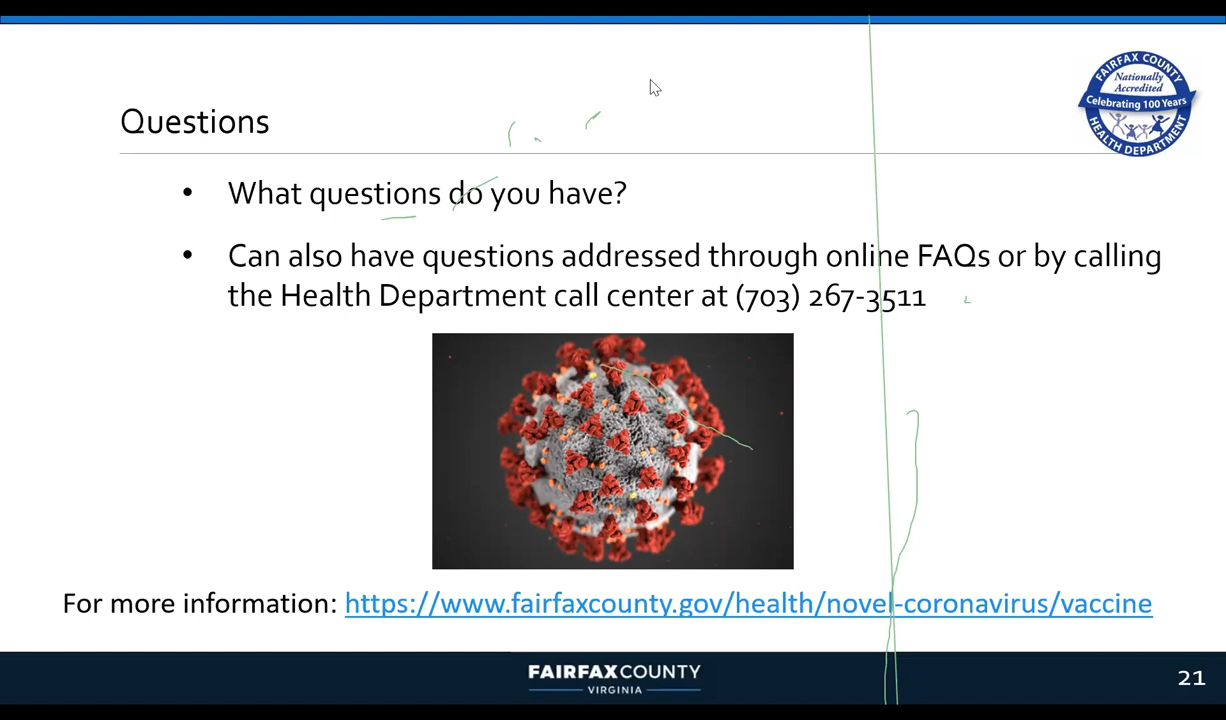 FAIRFAX COUNTY
Nationally
Accredited
Celebrating 100 Years
HEALTH DEPARTMENT
Questions
• What questions do you have?
• Can also have questions addressed through online FAQs or by calling
the Health Department call center at (703) 267-3511
For more information: https://www.fairfaxcounty.gov/health/novel-coronavirus/vaccine
FAIRFAX COUNTY
VIRGINIA
21